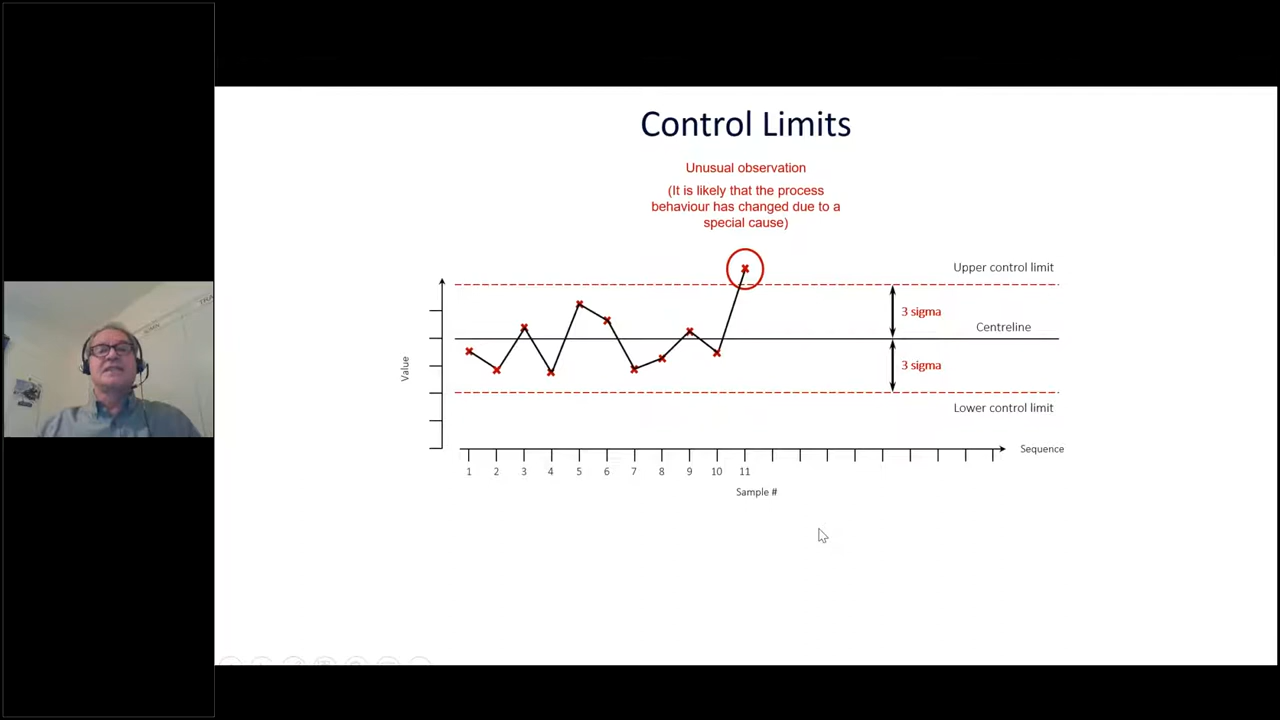 Control Limits
Unusual observation
(It is likely that the process
behaviour has changed due to a
special cause)
Upper control limit
3 sigma
Centreline
Value
3 sigma
Lower control limit
Sequence
1 2 3 4 5 6 7 8 9 10 11
Sample #